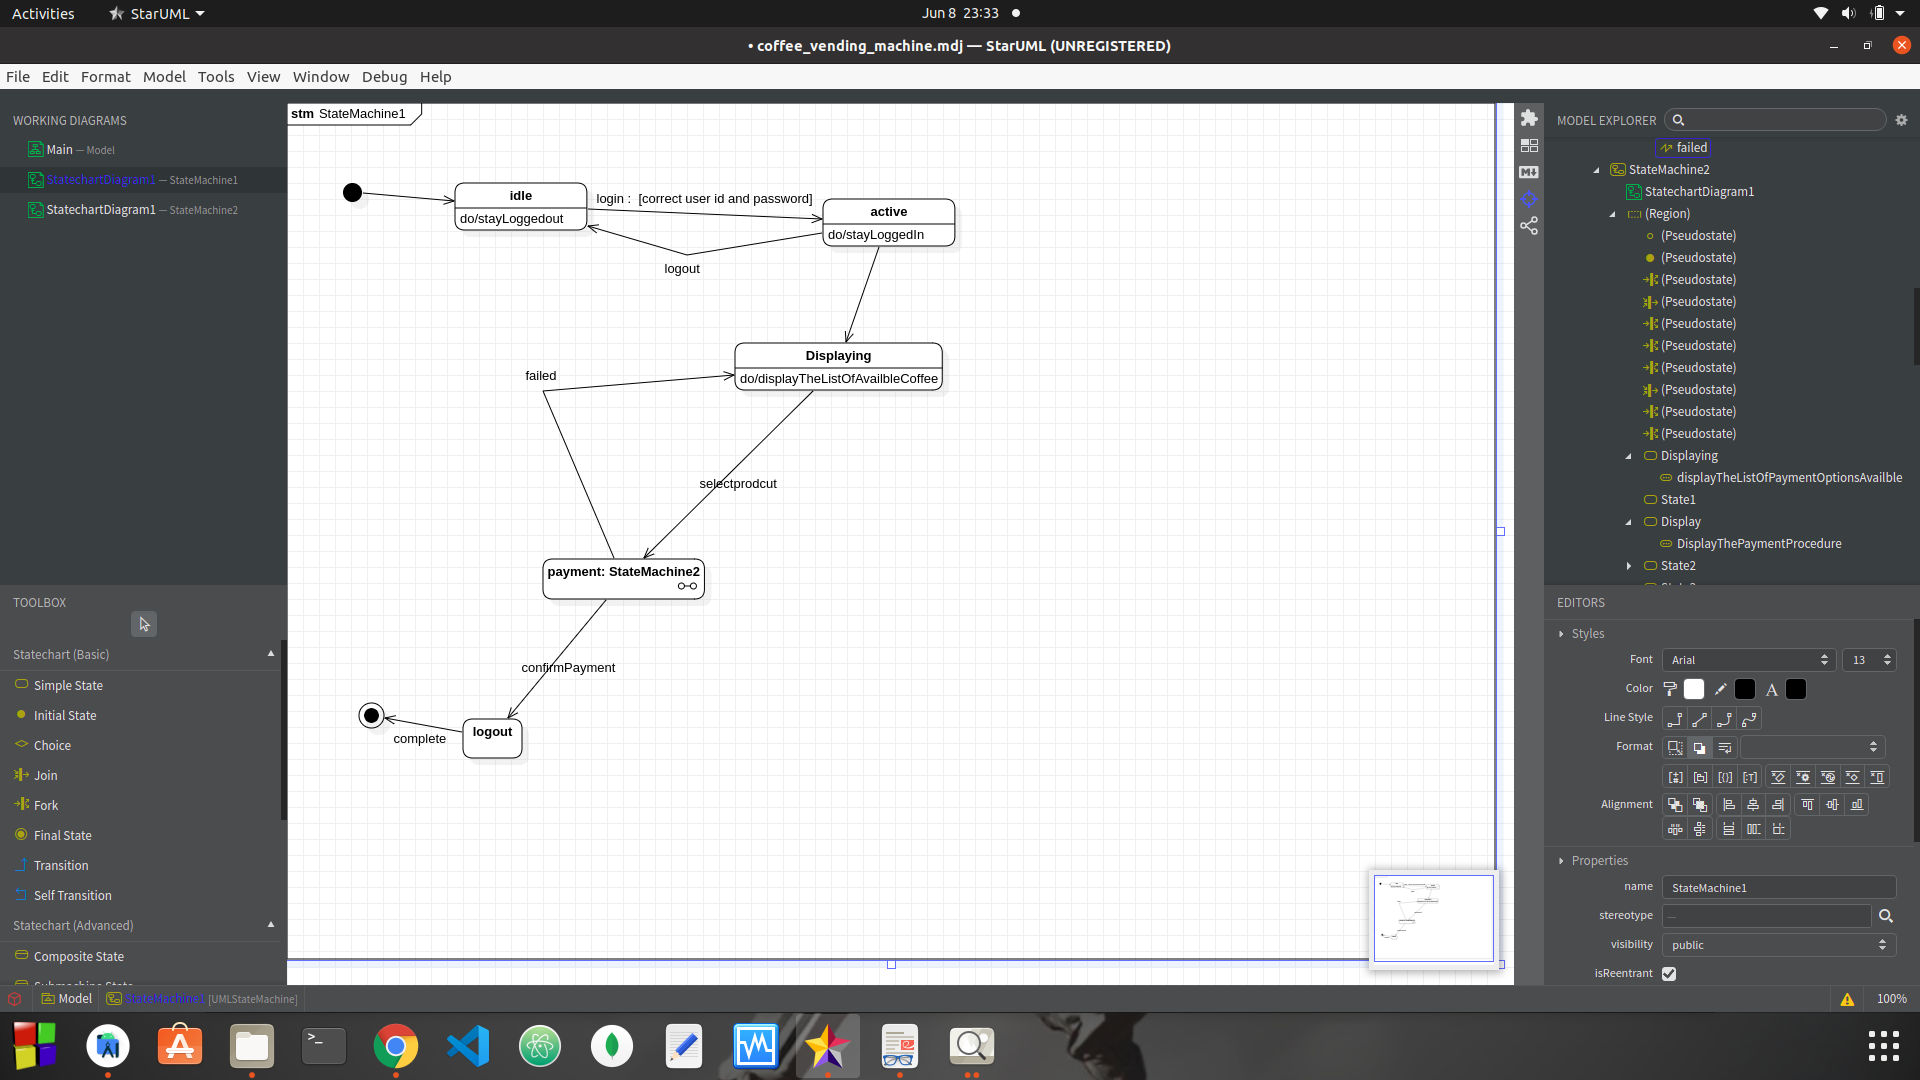 Activities
StarUML
Jun 8 23:33
• coffee_vending_machine.mdj — StarUML (UNREGISTERED)
File Edit Format Model Tools View Window Debug Help
WORKING DIAGRAMS
Main — Model
StatechartDiagram1 — StateMachine1
StatechartDiagram1 — StateMachine2
TOOLBOX
Statechart (Basic)
Simple State
Initial State
Choice
Join
Fork
Final State
Transition
Self Transition
Statechart (Advanced)
Composite State
Submachine State
stm StateMachine1
idle
do/stayLoggedout
login : [correct user id and password]
active
do/stayLoggedIn
logout
Displaying
do/displayTheListOfAvailbleCoffee
failed
selectprodcut
payment: StateMachine2
confirmPayment
logout
complete
MODEL EXPLORER
failed
StateMachine2
StatechartDiagram1
(Region)
(Pseudostate)
(Pseudostate)
(Pseudostate)
(Pseudostate)
(Pseudostate)
(Pseudostate)
(Pseudostate)
(Pseudostate)
(Pseudostate)
(Pseudostate)
Displaying
displayTheListOfPaymentOptionsAvailble
State1
Display
DisplayThePaymentProcedure
State2
EDITORS
Styles
Font Arial 13
Color A
Line Style
Format
Alignment
Properties
name StateMachine1
stereotype —
visibility public
isReentrant
Model
StateMachine1 [UMLStateMachine]
100%